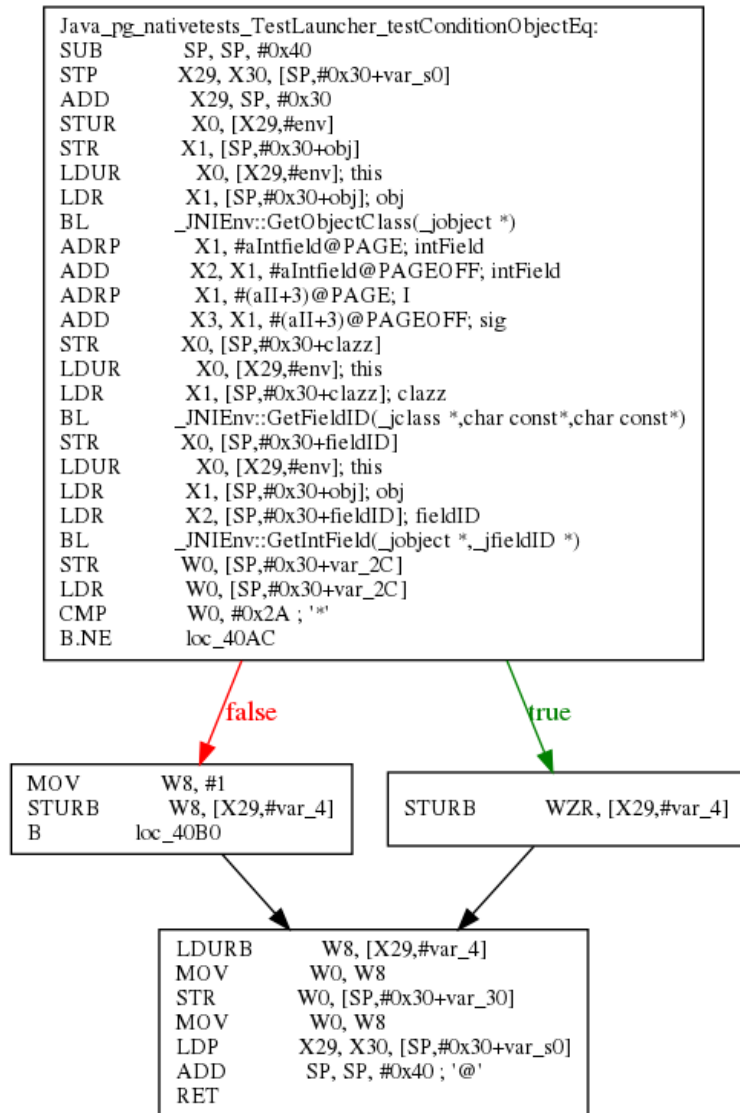 Java_pg_nativetests_TestLauncher_testConditionObjectEq:
SUB SP, SP, #0x40
STP X29, X30, [SP,#0x30+var_s0]
ADD X29, SP, #0x30
STUR X0, [X29,#env]
STR X1, [SP,#0x30+obj]
LDUR X0, [X29,#env]; this
LDR X1, [SP,#0x30+obj]; obj
BL _JNIEnv::GetObjectClass(_jobject *)
ADRP X1, #aIntfield@PAGE; intField
ADD X2, X1, #aIntfield@PAGEOFF; intField
ADRP X1, #(aII+3)@PAGE; I
ADD X3, X1, #(aII+3)@PAGEOFF; sig
STR X0, [SP,#0x30+clazz]
LDUR X0, [X29,#env]; this
LDR X1, [SP,#0x30+clazz]; clazz
BL _JNIEnv::GetFieldID(_jclass *,char const*,char const*)
STR X0, [SP,#0x30+fieldID]
LDUR X0, [X29,#env]; this
LDR X1, [SP,#0x30+obj]; obj
LDR X2, [SP,#0x30+fieldID]; fieldID
BL _JNIEnv::GetIntField(_jobject *,_jfieldID *)
STR W0, [SP,#0x30+var_2C]
LDR W0, [SP,#0x30+var_2C]
CMP W0, #0x2A ; '*'
B.NE loc_40AC
false
true
MOV W8, #1
STURB W8, [X29,#var_4]
B loc_40B0
STURB WZR, [X29,#var_4]
LDURB W8, [X29,#var_4]
MOV W0, W8
STR W0, [SP,#0x30+var_30]
MOV W0, W8
LDP X29, X30, [SP,#0x30+var_s0]
ADD SP, SP, #0x40 ; '@'
RET